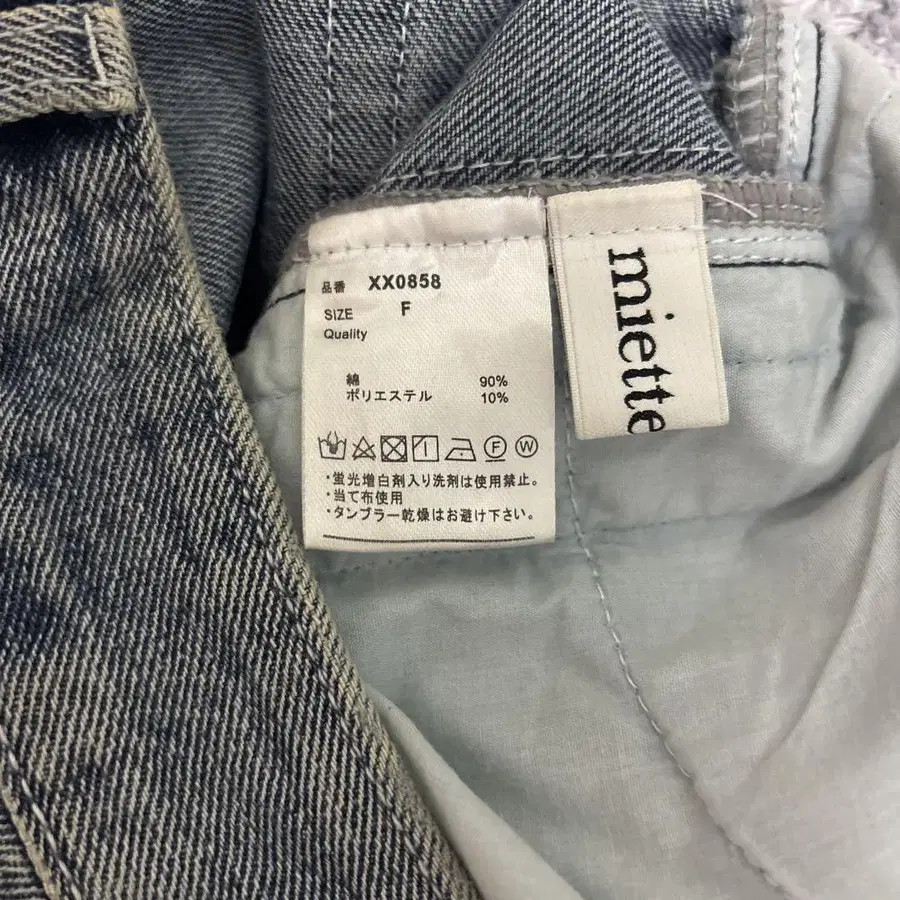 品番 XX0858
SIZE F
Quality
綿 90%
ポリエステル 10%
F W
・蛍光増白剤入り洗剤は使用禁止。
・当て布使用
・タンブラー乾燥はお避け下さい。
miette